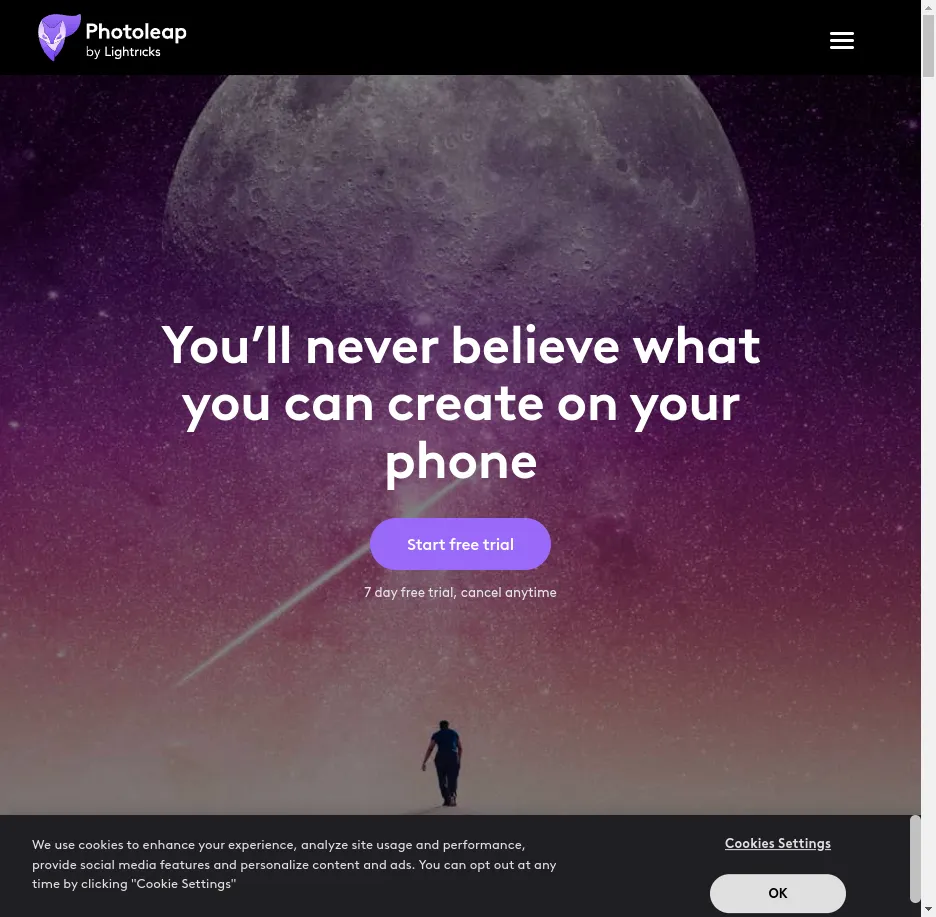 Photoleap
by Lightricks
You’ll never believe what
you can create on your
phone
Start free trial
7 day free trial, cancel anytime
We use cookies to enhance your experience, analyze site usage and performance,
provide social media features and personalize content and ads. You can opt out at any
time by clicking "Cookie Settings"
Cookies Settings
OK